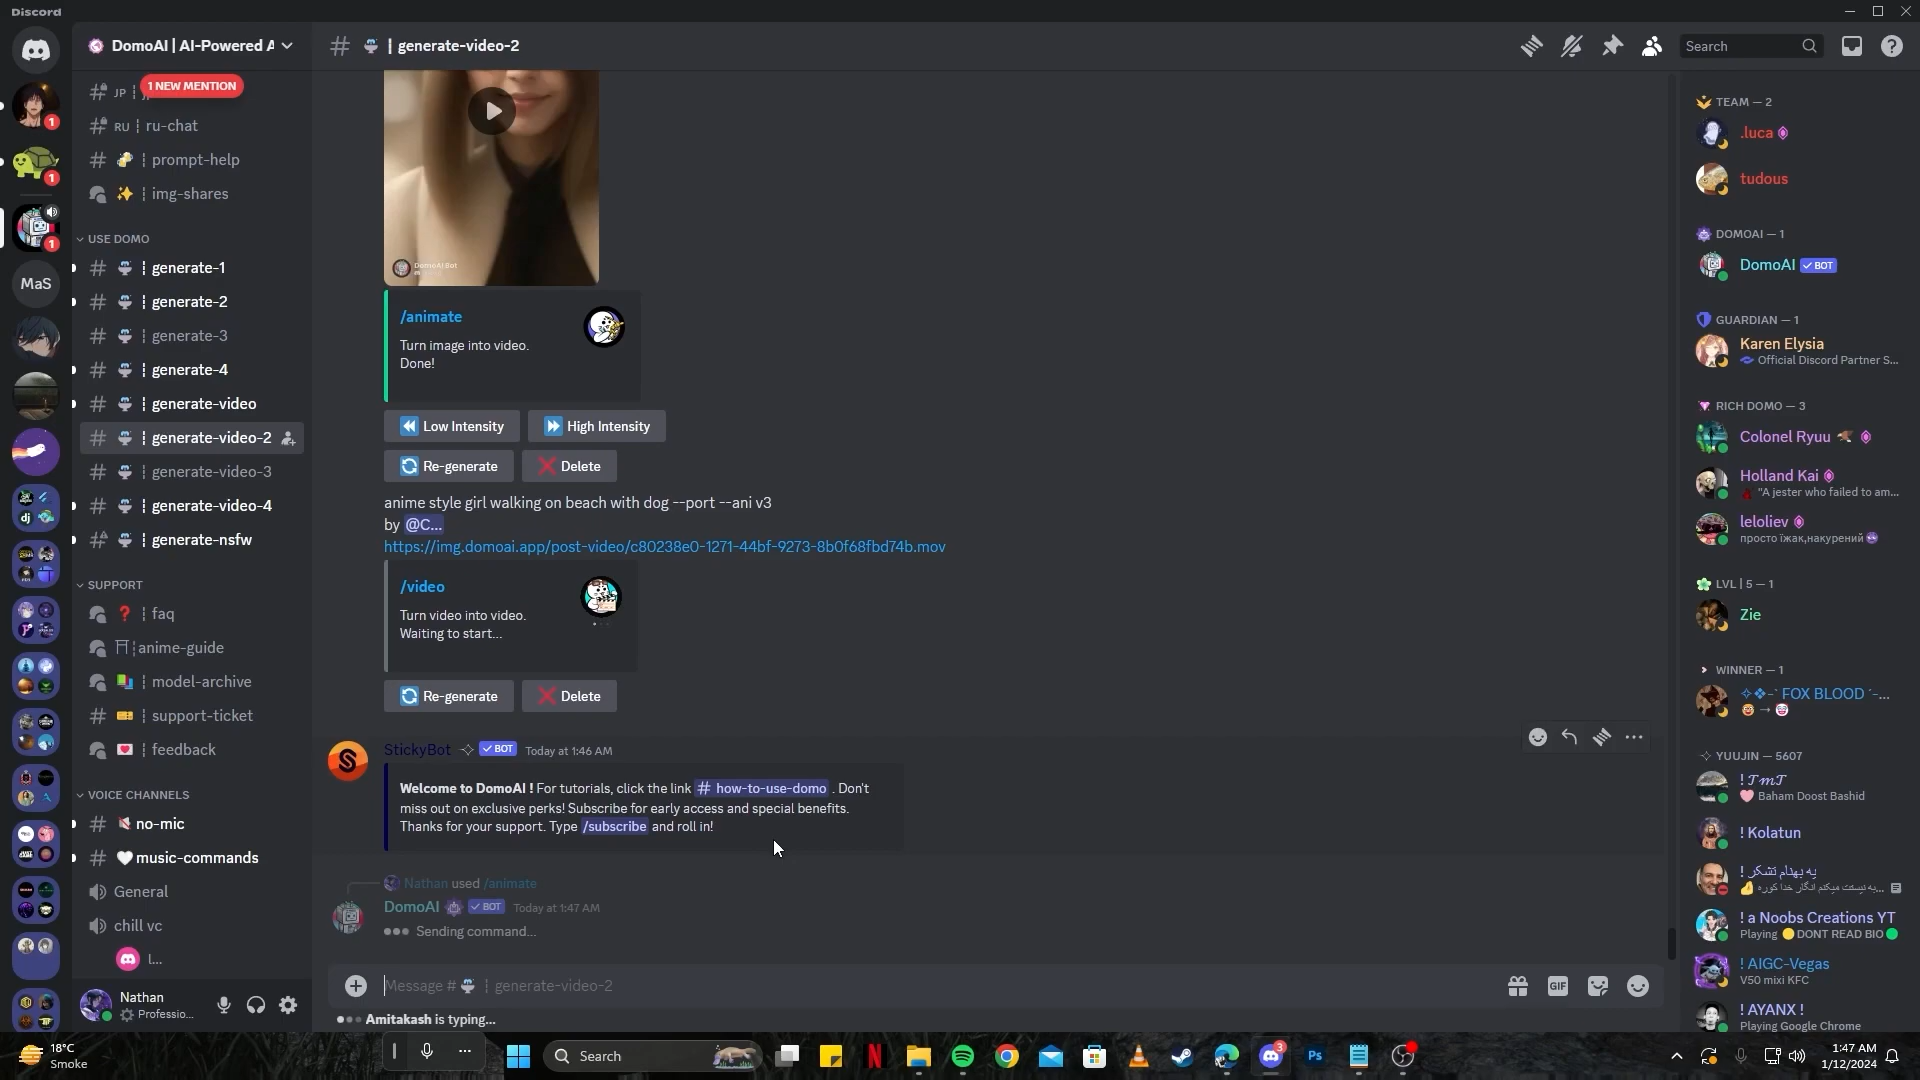 Discord
DomoAI | AI-Powered A
1 NEW MENTION
JP ¦
RU ¦ ru-chat
¦ prompt-help
¦ img-shares
USE DOMO
¦ generate-1
¦ generate-2
¦ generate-3
¦ generate-4
¦ generate-video
¦ generate-video-2
¦ generate-video-3
¦ generate-video-4
¦ generate-nsfw
SUPPORT
¦ faq
¦ anime-guide
¦ model-archive
¦ support-ticket
¦ feedback
VOICE CHANNELS
no-mic
music-commands
General
chill vc
l...
Nathan
Professio...
1
1
1
MaS
# | generate-video-2
Search
DomoAI Bot
/animate
Turn image into video.
Done!
Low Intensity
High Intensity
Re-generate
Delete
anime style girl walking on beach with dog --port --ani v3
by @C...
https://img.domoai.app/post-video/c80238e0-1271-44bf-9273-8b0f68fbd74b.mov
/video
Turn video into video.
Waiting to start...
Re-generate
Delete
StickyBot ✓ BOT Today at 1:46 AM
Welcome to DomoAI ! For tutorials, click the link # how-to-use-domo . Don't
miss out on exclusive perks! Subscribe for early access and special benefits.
Thanks for your support. Type /subscribe and roll in!
Nathan used /animate
DomoAI ✓ BOT Today at 1:47 AM
Sending command...
Message # ¦ generate-video-2
GIF
Amitakash is typing...
TEAM — 2
.luca
tudous
DOMOAI — 1
DomoAI ✓ BOT
GUARDIAN — 1
Karen Elysia
Official Discord Partner S...
RICH DOMO — 3
Colonel Ryuu
Holland Kai
"A jester who failed to am...
leloliev
просто їжак,накурений
LVL | 5 — 1
Zie
WINNER — 1
FOX BLOOD
YUUJIN — 5607
! 𝓣𝓶𝓣
Baham Doost Bashid
! Kolatun
! یه بهنام تشکر
! a Noobs Creations YT
Playing DONT READ BIO
! AIGC-Vegas
V50 mixi KFC
! AYANX !
Playing Google Chrome
18°C
Smoke
Search
Ps
3
1:47 AM
1/12/2024